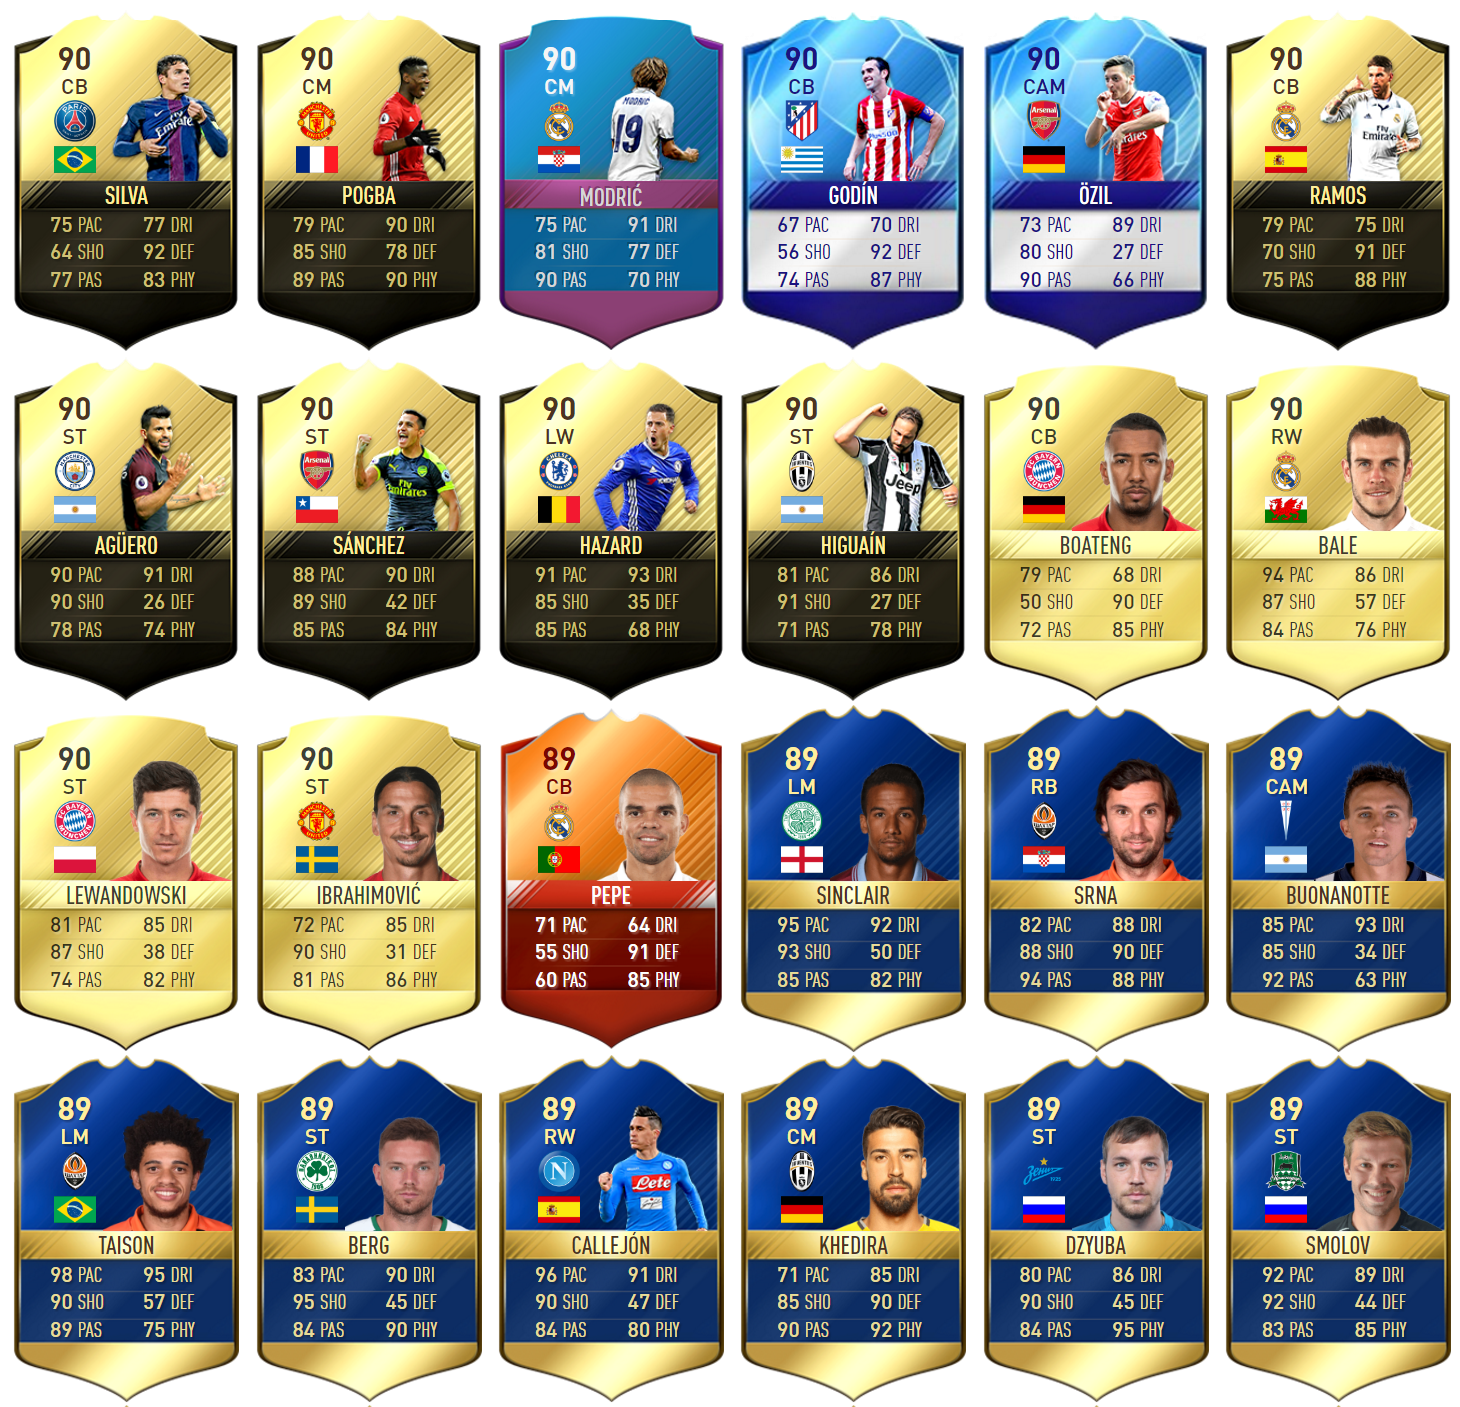 90
CB
SILVA
75 PAC 77 DRI
64 SHO 92 DEF
77 PAS 83 PHY
90
CM
POGBA
79 PAC 90 DRI
85 SHO 78 DEF
89 PAS 90 PHY
90
CM
MODRIĆ
19
MODRIĆ
75 PAC 91 DRI
81 SHO 77 DEF
90 PAS 70 PHY
90
CB
GODÍN
67 PAC 70 DRI
56 SHO 92 DEF
74 PAS 87 PHY
90
CAM
Arsenal
ÖZIL
73 PAC 89 DRI
80 SHO 27 DEF
90 PAS 66 PHY
90
CB
RAMOS
79 PAC 75 DRI
70 SHO 91 DEF
75 PAS 88 PHY
90
ST
AGÜERO
90 PAC 91 DRI
90 SHO 26 DEF
78 PAS 74 PHY
90
ST
Arsenal
SÁNCHEZ
88 PAC 90 DRI
89 SHO 42 DEF
85 PAS 84 PHY
90
LW
HAZARD
91 PAC 93 DRI
85 SHO 35 DEF
85 PAS 68 PHY
90
ST
Jeep
HIGUAÍN
81 PAC 86 DRI
91 SHO 27 DEF
71 PAS 78 PHY
90
CB
BOATENG
79 PAC 68 DRI
50 SHO 90 DEF
72 PAS 85 PHY
90
RW
BALE
94 PAC 86 DRI
87 SHO 57 DEF
84 PAS 76 PHY
90
ST
LEWANDOWSKI
81 PAC 85 DRI
87 SHO 38 DEF
74 PAS 82 PHY
90
ST
IBRAHIMOVIĆ
72 PAC 85 DRI
90 SHO 31 DEF
81 PAS 86 PHY
89
CB
PEPE
71 PAC 64 DRI
55 SHO 91 DEF
60 PAS 85 PHY
89
LM
SINCLAIR
95 PAC 92 DRI
93 SHO 50 DEF
85 PAS 82 PHY
89
RB
SRNA
82 PAC 88 DRI
88 SHO 90 DEF
94 PAS 88 PHY
89
CAM
BUONANOTTE
85 PAC 93 DRI
85 SHO 34 DEF
92 PAS 63 PHY
89
LM
TAISON
98 PAC 95 DRI
90 SHO 57 DEF
89 PAS 75 PHY
89
ST
BERG
83 PAC 90 DRI
95 SHO 45 DEF
84 PAS 90 PHY
89
RW
N
Lete
CALLEJÓN
96 PAC 91 DRI
90 SHO 47 DEF
84 PAS 80 PHY
89
CM
KHEDIRA
71 PAC 85 DRI
85 SHO 90 DEF
90 PAS 92 PHY
89
ST
DZYUBA
80 PAC 86 DRI
90 SHO 45 DEF
84 PAS 95 PHY
89
ST
SMOLOV
92 PAC 89 DRI
92 SHO 44 DEF
83 PAS 85 PHY